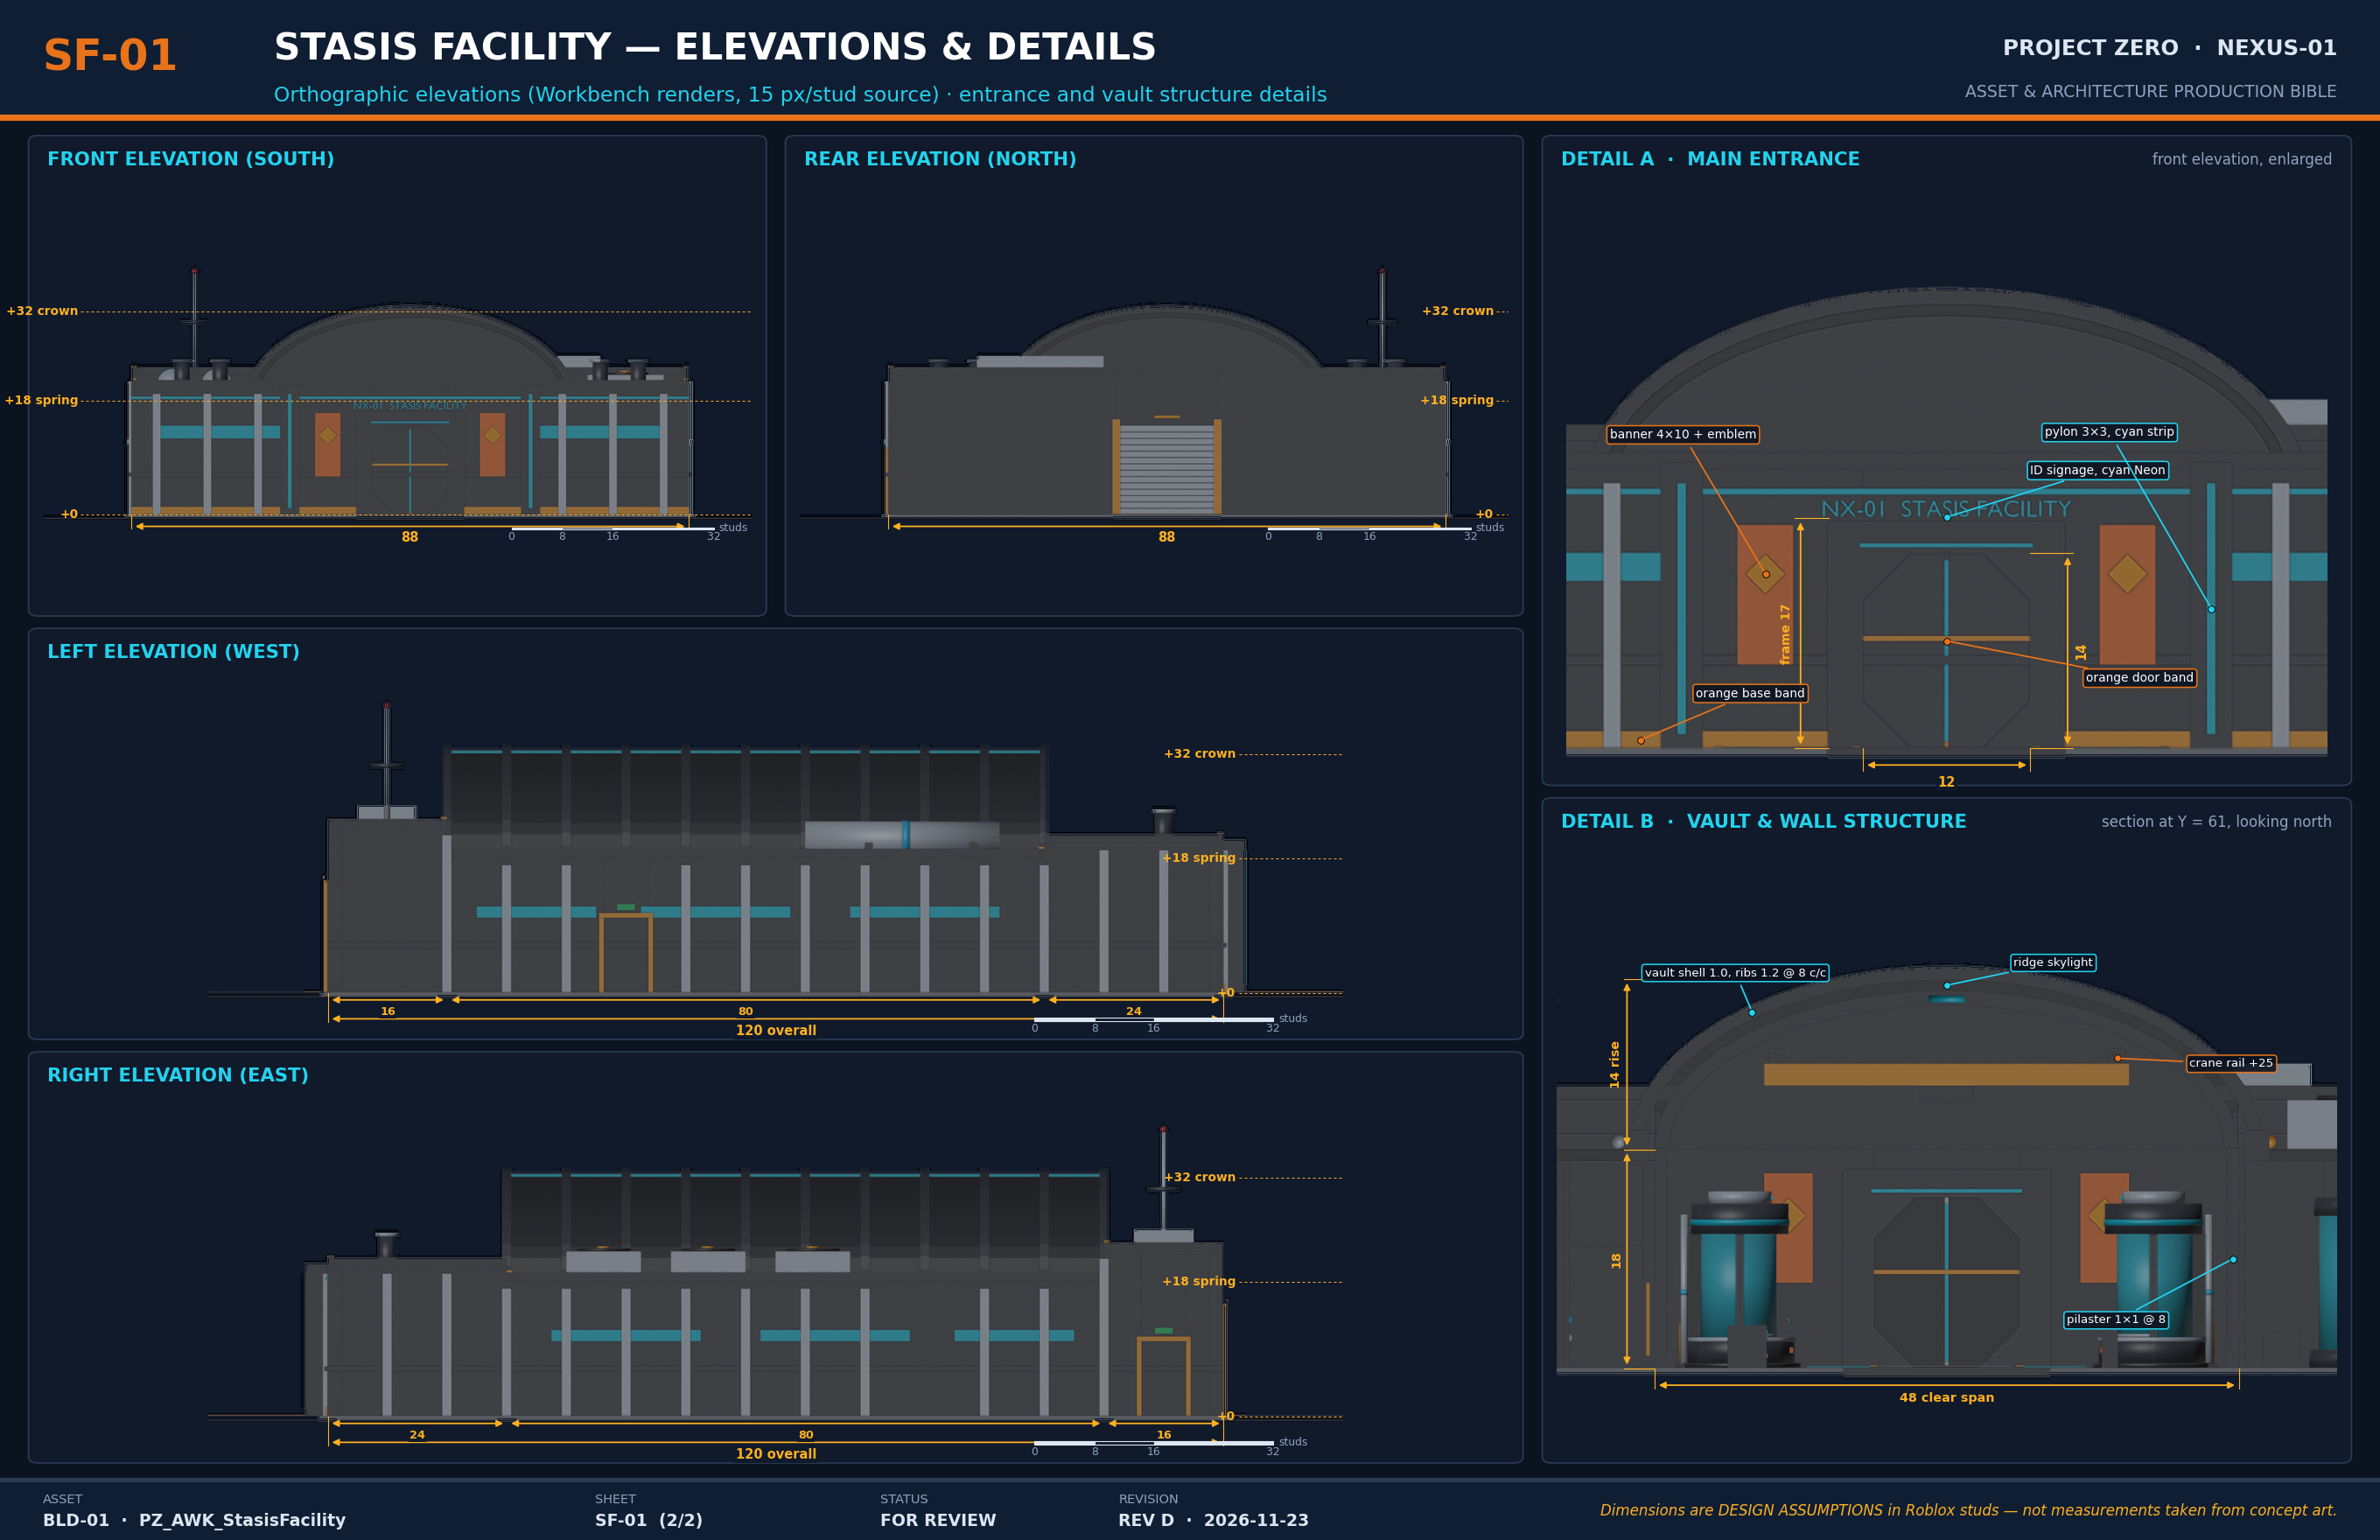 SF-01
STASIS FACILITY — ELEVATIONS & DETAILS
Orthographic elevations (Workbench renders, 15 px/stud source) · entrance and vault structure details
PROJECT ZERO · NEXUS-01
ASSET & ARCHITECTURE PRODUCTION BIBLE
FRONT ELEVATION (SOUTH)
+32 crown
+18 spring
NX-01 STASIS FACILITY
+0
88
0 8 16 32 studs
REAR ELEVATION (NORTH)
+32 crown
+18 spring
+0
88
0 8 16 32 studs
LEFT ELEVATION (WEST)
+32 crown
+18 spring
+0
16
80
24
120 overall
0 8 16 32 studs
RIGHT ELEVATION (EAST)
+32 crown
+18 spring
+0
24
80
16
120 overall
0 8 16 32 studs
DETAIL A · MAIN ENTRANCE
front elevation, enlarged
banner 4×10 + emblem
pylon 3×3, cyan strip
ID signage, cyan Neon
NX-01 STASIS FACILITY
frame 17
14
orange door band
orange base band
12
DETAIL B · VAULT & WALL STRUCTURE
section at Y = 61, looking north
vault shell 1.0, ribs 1.2 @ 8 c/c
ridge skylight
14 rise
crane rail +25
18
pilaster 1×1 @ 8
48 clear span
ASSET
BLD-01 · PZ_AWK_StasisFacility
SHEET
SF-01 (2/2)
STATUS
FOR REVIEW
REVISION
REV D · 2026-11-23
Dimensions are DESIGN ASSUMPTIONS in Roblox studs — not measurements taken from concept art.